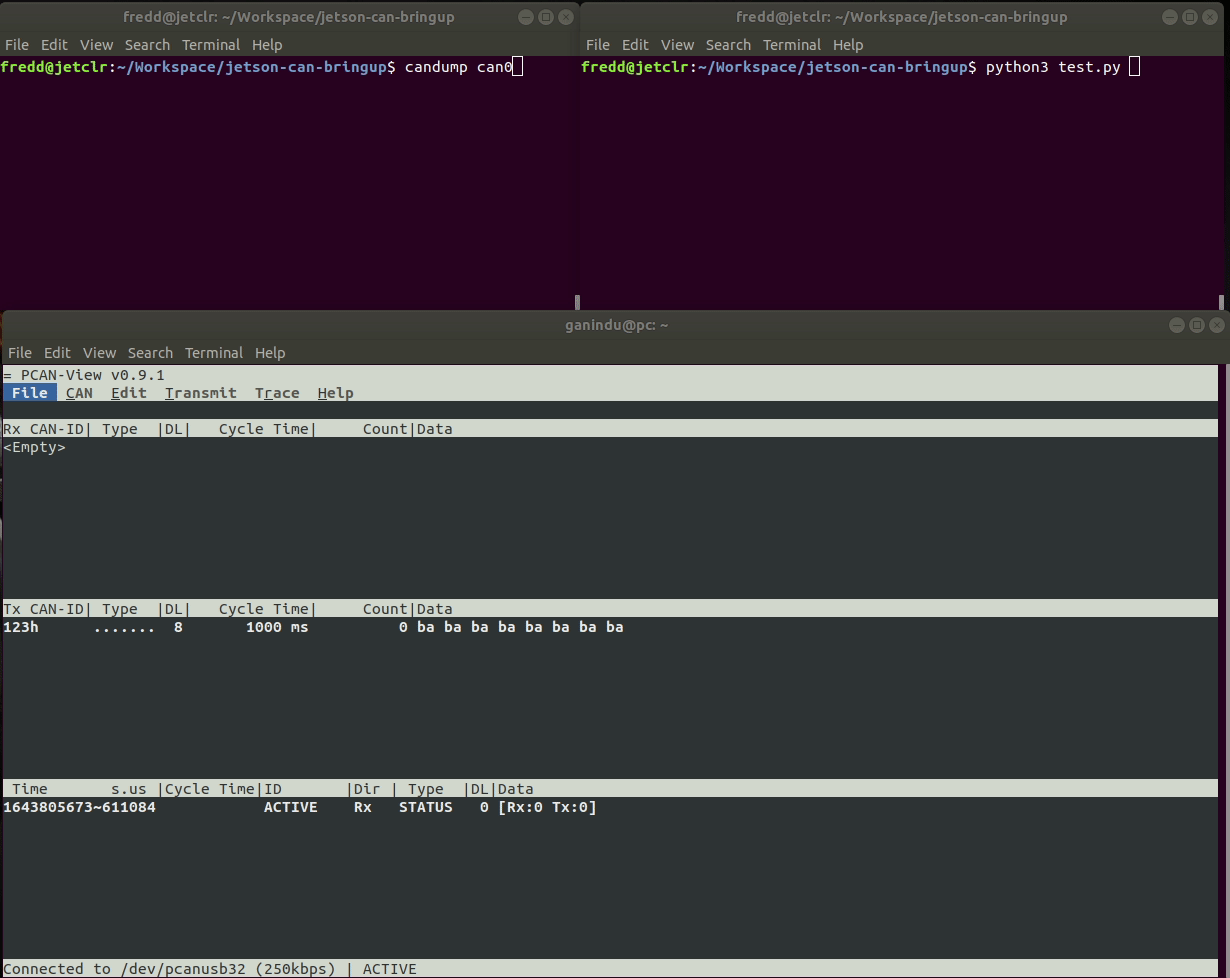 fredd@jetclr: ~/Workspace/jetson-can-bringup
File Edit View Search Terminal Help
fredd@jetclr:~/Workspace/jetson-can-bringup$ candump can0
fredd@jetclr: ~/Workspace/jetson-can-bringup
File Edit View Search Terminal Help
fredd@jetclr:~/Workspace/jetson-can-bringup$ python3 test.py
ganindu@pc: ~
File Edit View Search Terminal Help
= PCAN-View v0.9.1
File CAN Edit Transmit Trace Help
Rx CAN-ID| Type |DL| Cycle Time| Count|Data
<Empty>
Tx CAN-ID| Type |DL| Cycle Time| Count|Data
123h ....... 8 1000 ms 0 ba ba ba ba ba ba ba ba
Time s.us |Cycle Time|ID |Dir | Type |DL|Data
1643805673~611084 ACTIVE Rx STATUS 0 [Rx:0 Tx:0]
Connected to /dev/pcanusb32 (250kbps) | ACTIVE